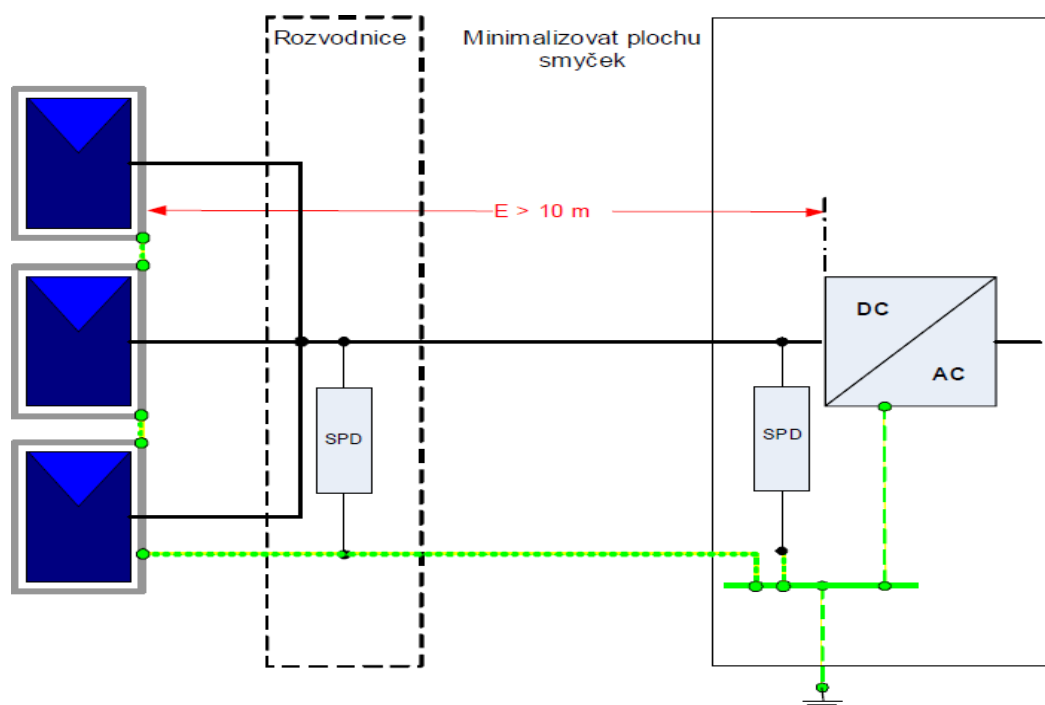 Rozvodnice
Minimalizovat plochu
smyček
E > 10 m
DC
AC
SPD
SPD